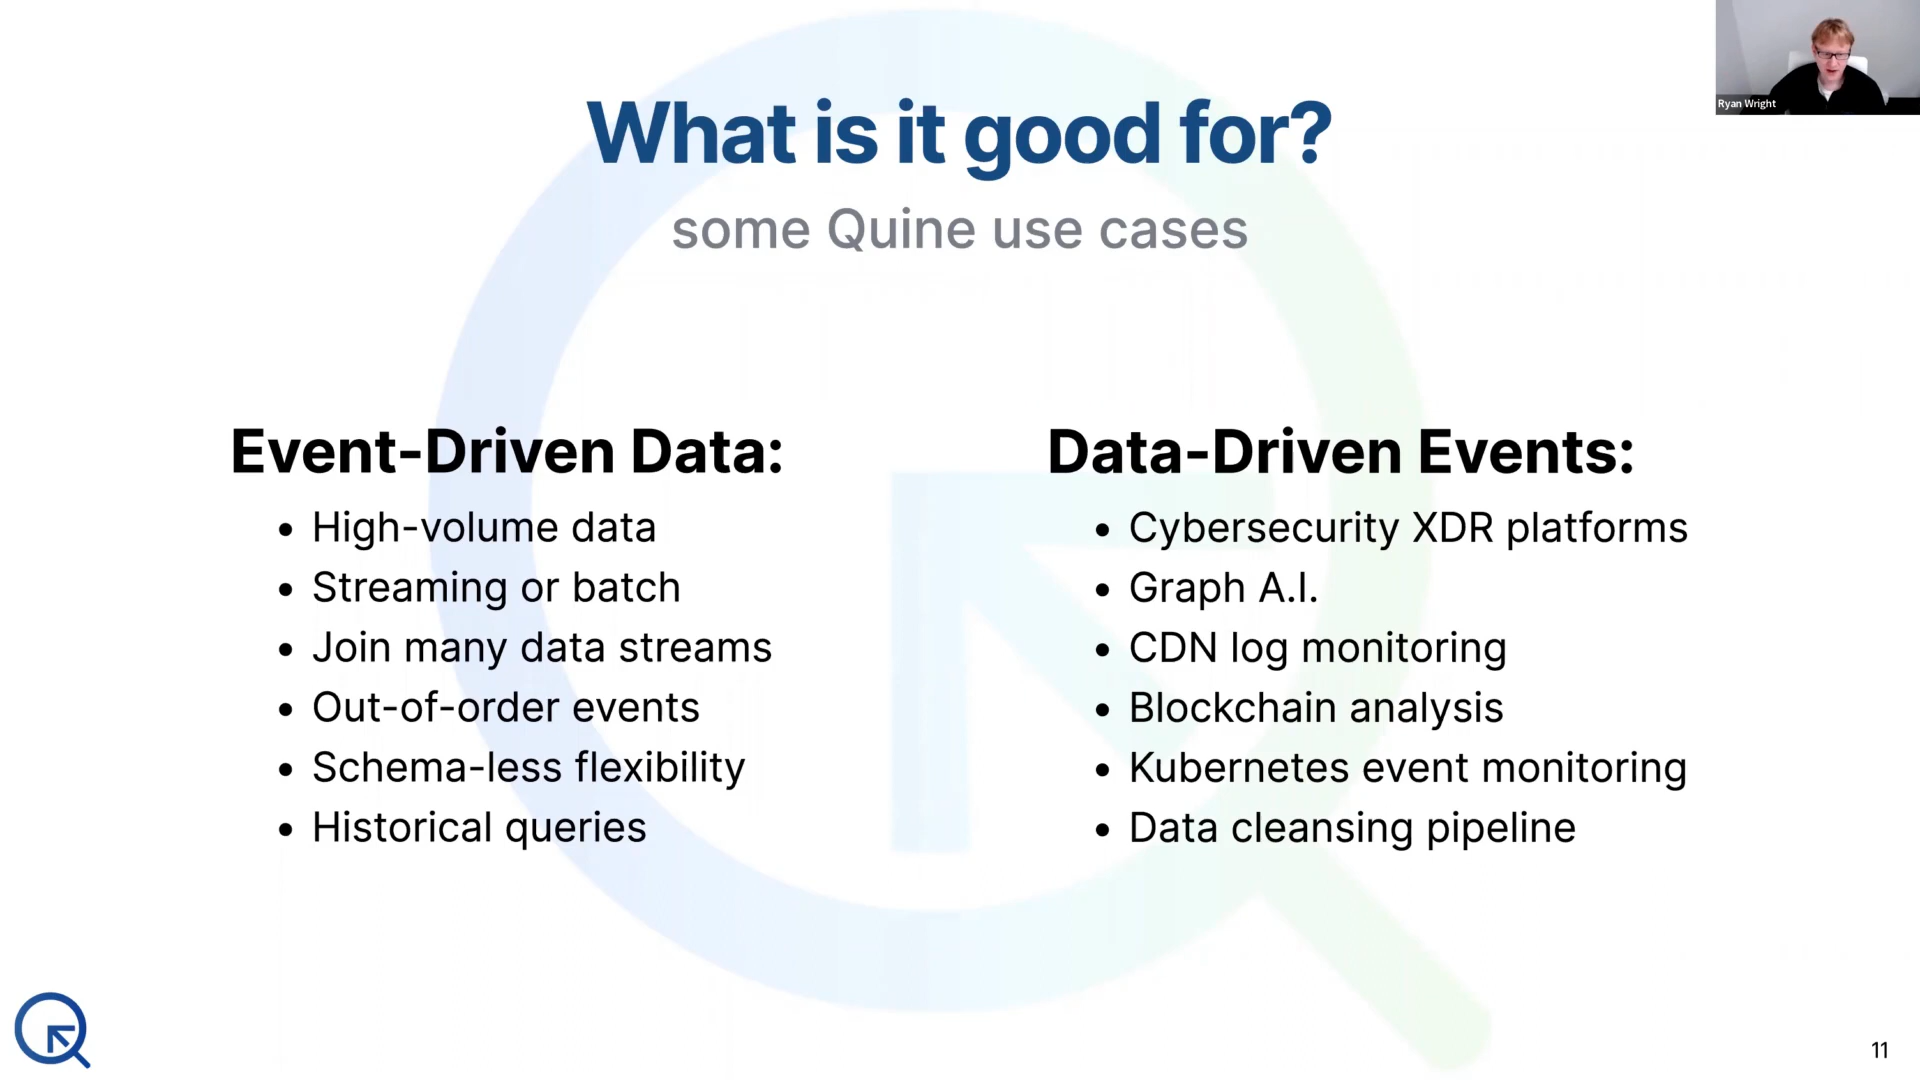 Ryan Wright
What is it good for?
some Quine use cases
Event-Driven Data:
• High-volume data
• Streaming or batch
• Join many data streams
• Out-of-order events
• Schema-less flexibility
• Historical queries
Data-Driven Events:
• Cybersecurity XDR platforms
• Graph A.I.
• CDN log monitoring
• Blockchain analysis
• Kubernetes event monitoring
• Data cleansing pipeline
11